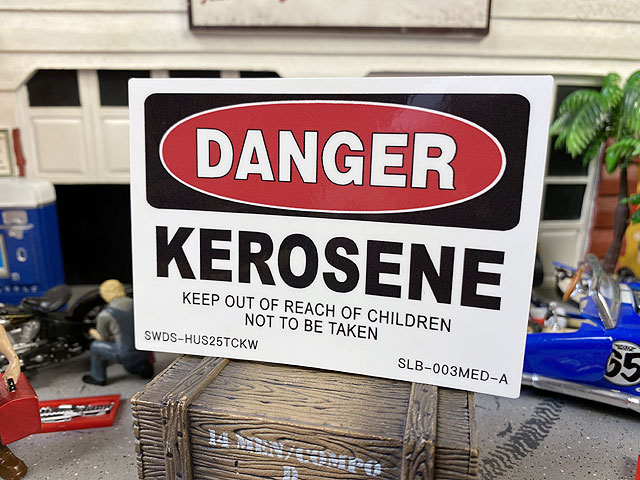 DANGER
KEROSENE
KEEP OUT OF REACH OF CHILDREN
NOT TO BE TAKEN
SWDS-HUS25TCKW
SLB-003MED-A
14 MEN/COMPO
65